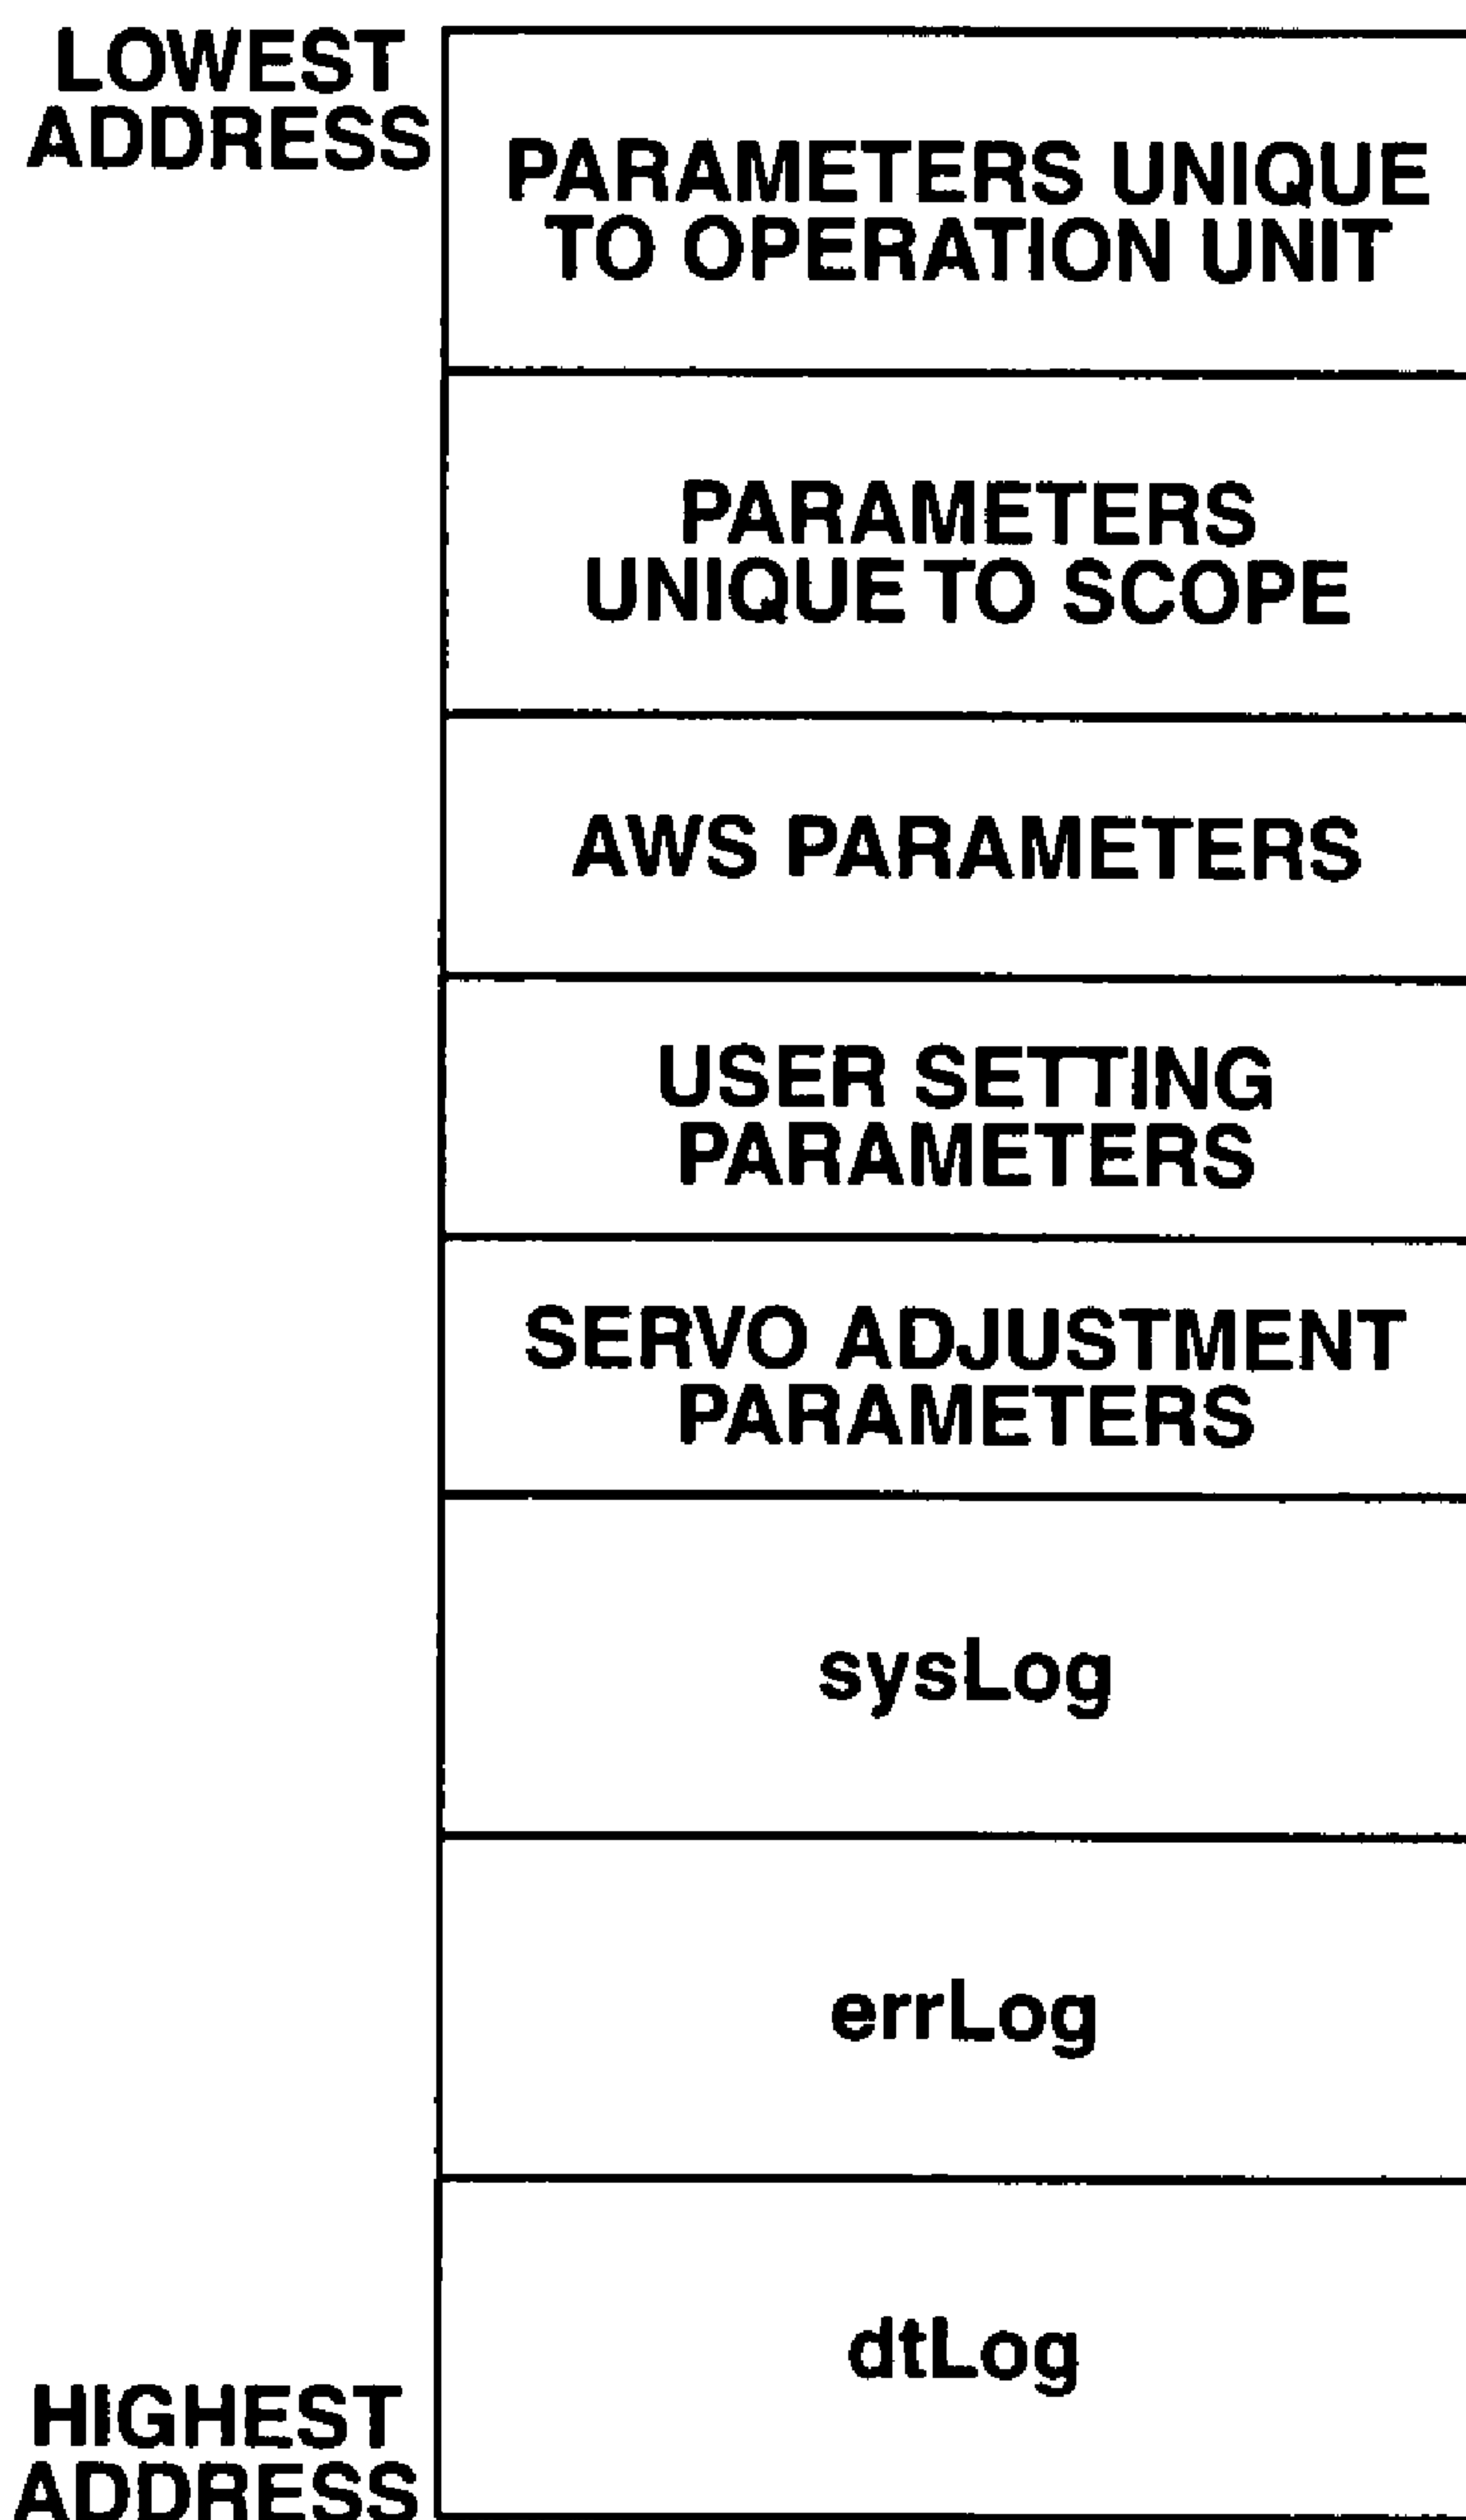 LOWEST
ADDRESS
PARAMETERS UNIQUE
TO OPERATION UNIT
PARAMETERS
UNIQUE TO SCOPE
AWS PARAMETERS
USER SETTING
PARAMETERS
SERVO ADJUSTMENT
PARAMETERS
sysLog
errLog
dtLog
HIGHEST
ADDRESS